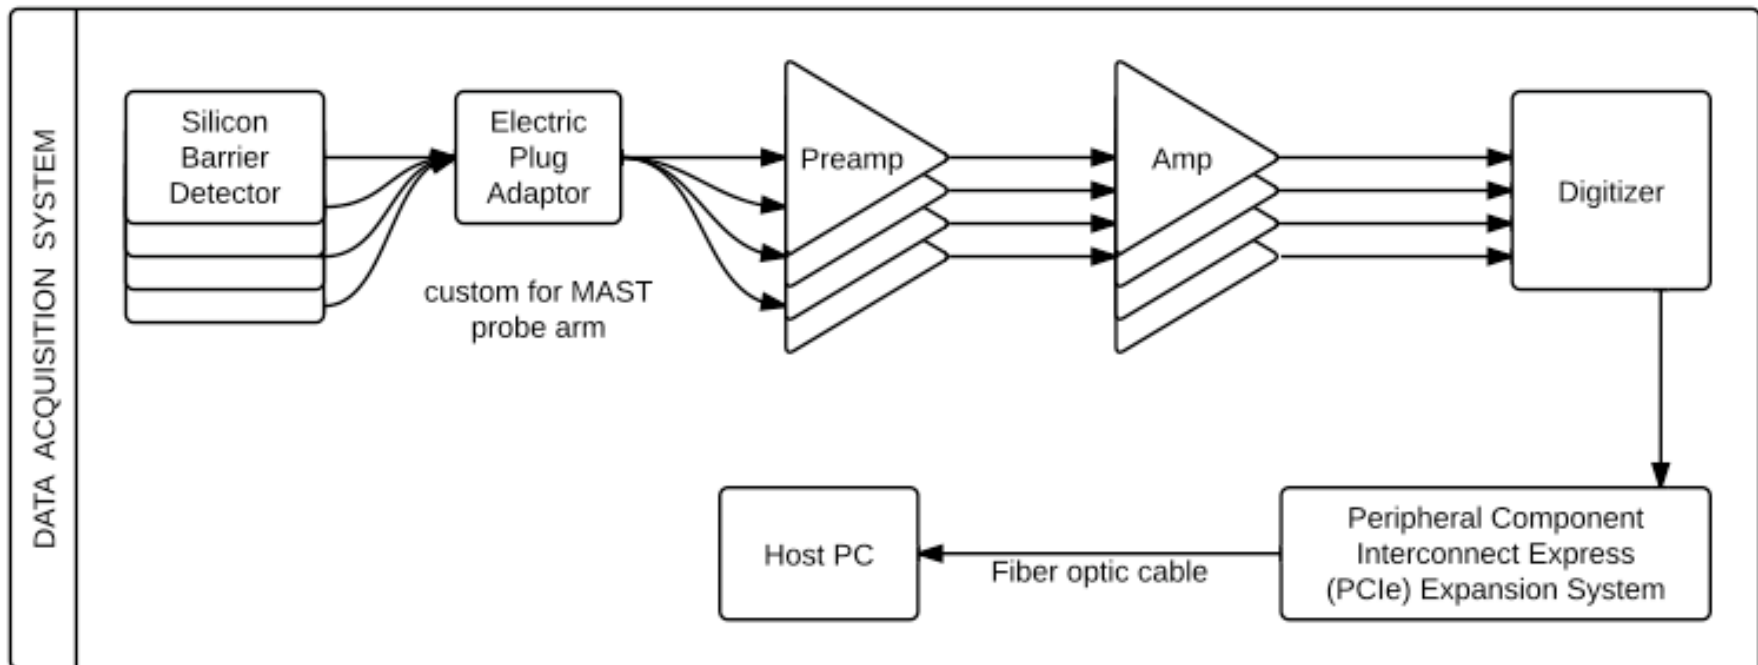 DATA ACQUISITION SYSTEM
Silicon
Barrier
Detector
Electric
Plug
Adaptor
custom for MAST
probe arm
Preamp
Amp
Digitizer
Peripheral Component
Interconnect Express
(PCIe) Expansion System
Fiber optic cable
Host PC